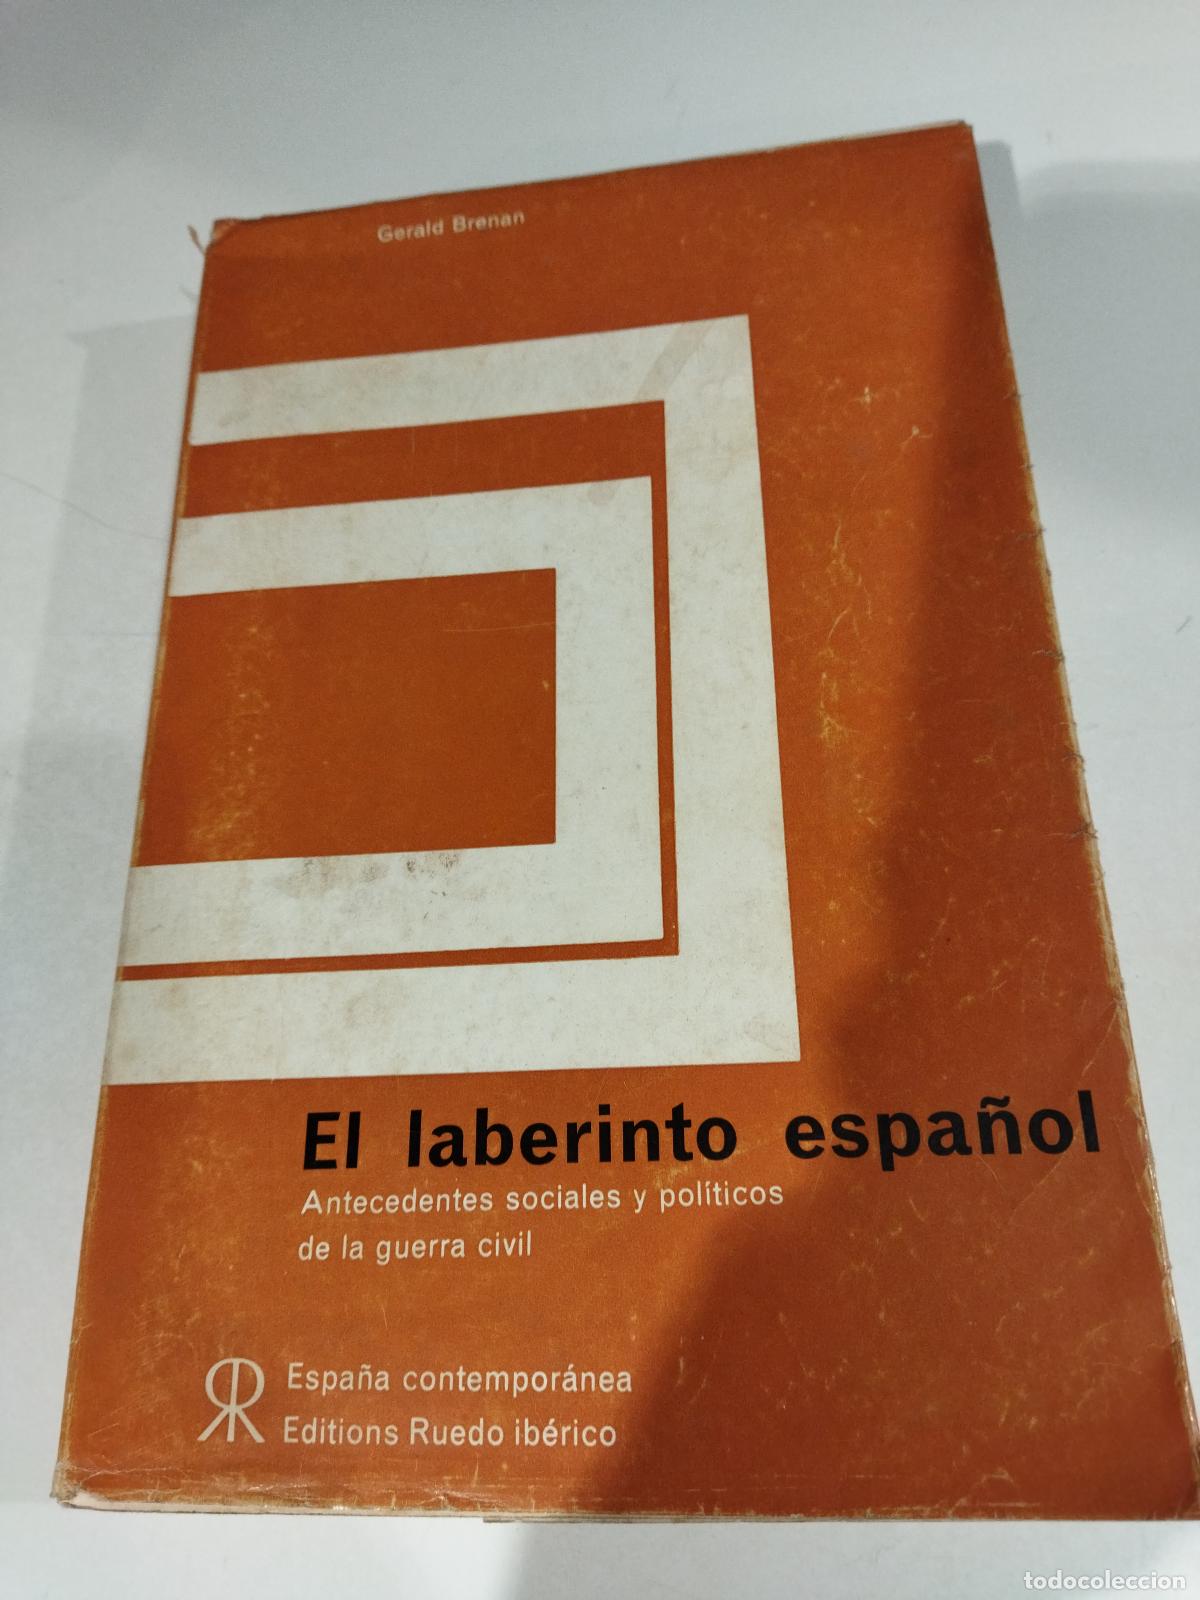 Gerald Brenan
El laberinto español
Antecedentes sociales y políticos
de la guerra civil
España contemporánea
Editions Ruedo ibérico
todocoleccion